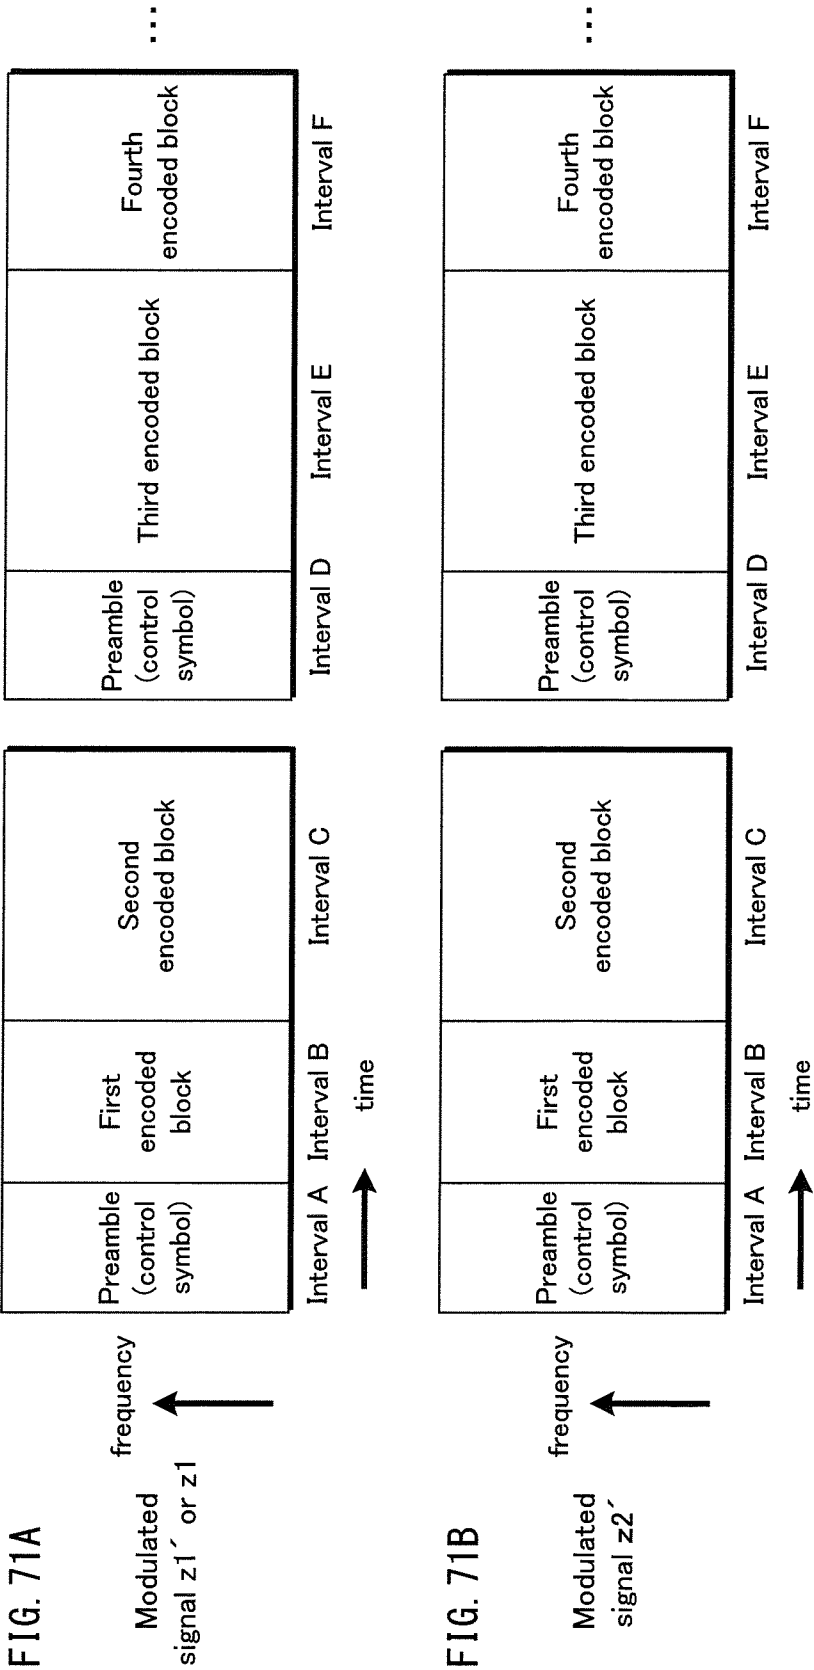 FIG. 71A
Modulated
signal z1´ or z1
frequency
Preamble
(control
symbol)
First
encoded
block
Second
encoded block
Preamble
(control
symbol)
Third encoded block
Fourth
encoded block
...
Interval A
Interval B
Interval C
Interval D
Interval E
Interval F
time
FIG. 71B
Modulated
signal z2´
frequency
Preamble
(control
symbol)
First
encoded
block
Second
encoded block
Preamble
(control
symbol)
Third encoded block
Fourth
encoded block
...
Interval A
Interval B
Interval C
Interval D
Interval E
Interval F
time